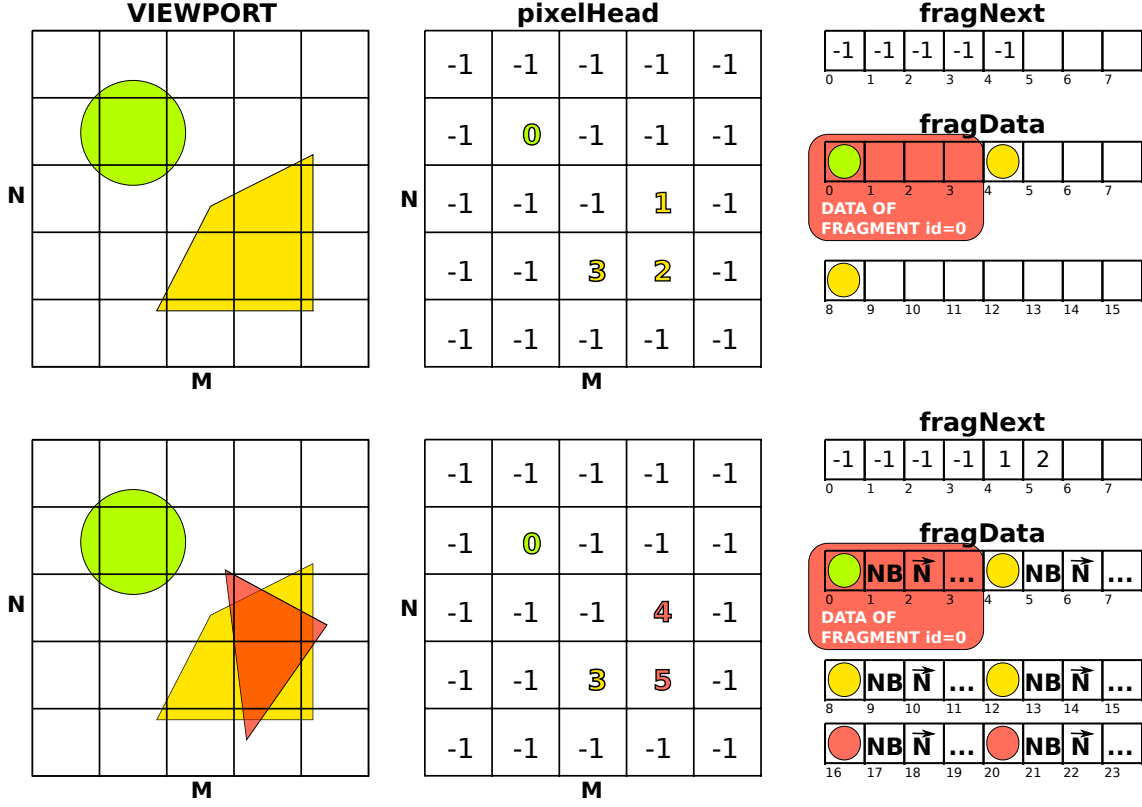 VIEWPORT
pixelHead
fragNext
-1 -1 -1 -1 -1
-1 0 -1 -1 -1
N
N
-1 -1 -1 1 -1
-1 -1 3 2 -1
-1 -1 -1 -1 -1
M
M
-1 -1 -1 -1 -1
0 1 2 3 4 5 6 7
fragData
0 1 2 3 4 5 6 7
DATA OF
FRAGMENT id=0
8 9 10 11 12 13 14 15
fragNext
-1 -1 -1 -1 1 2
0 1 2 3 4 5 6 7
-1 -1 -1 -1 -1
-1 0 -1 -1 -1
N
N
-1 -1 -1 4 -1
-1 -1 3 5 -1
-1 -1 -1 -1 -1
M
M
fragData
NB N ... NB N ...
0 1 2 3 4 5 6 7
DATA OF
FRAGMENT id=0
NB N ... NB N ...
8 9 10 11 12 13 14 15
NB N ... NB N ...
16 17 18 19 20 21 22 23